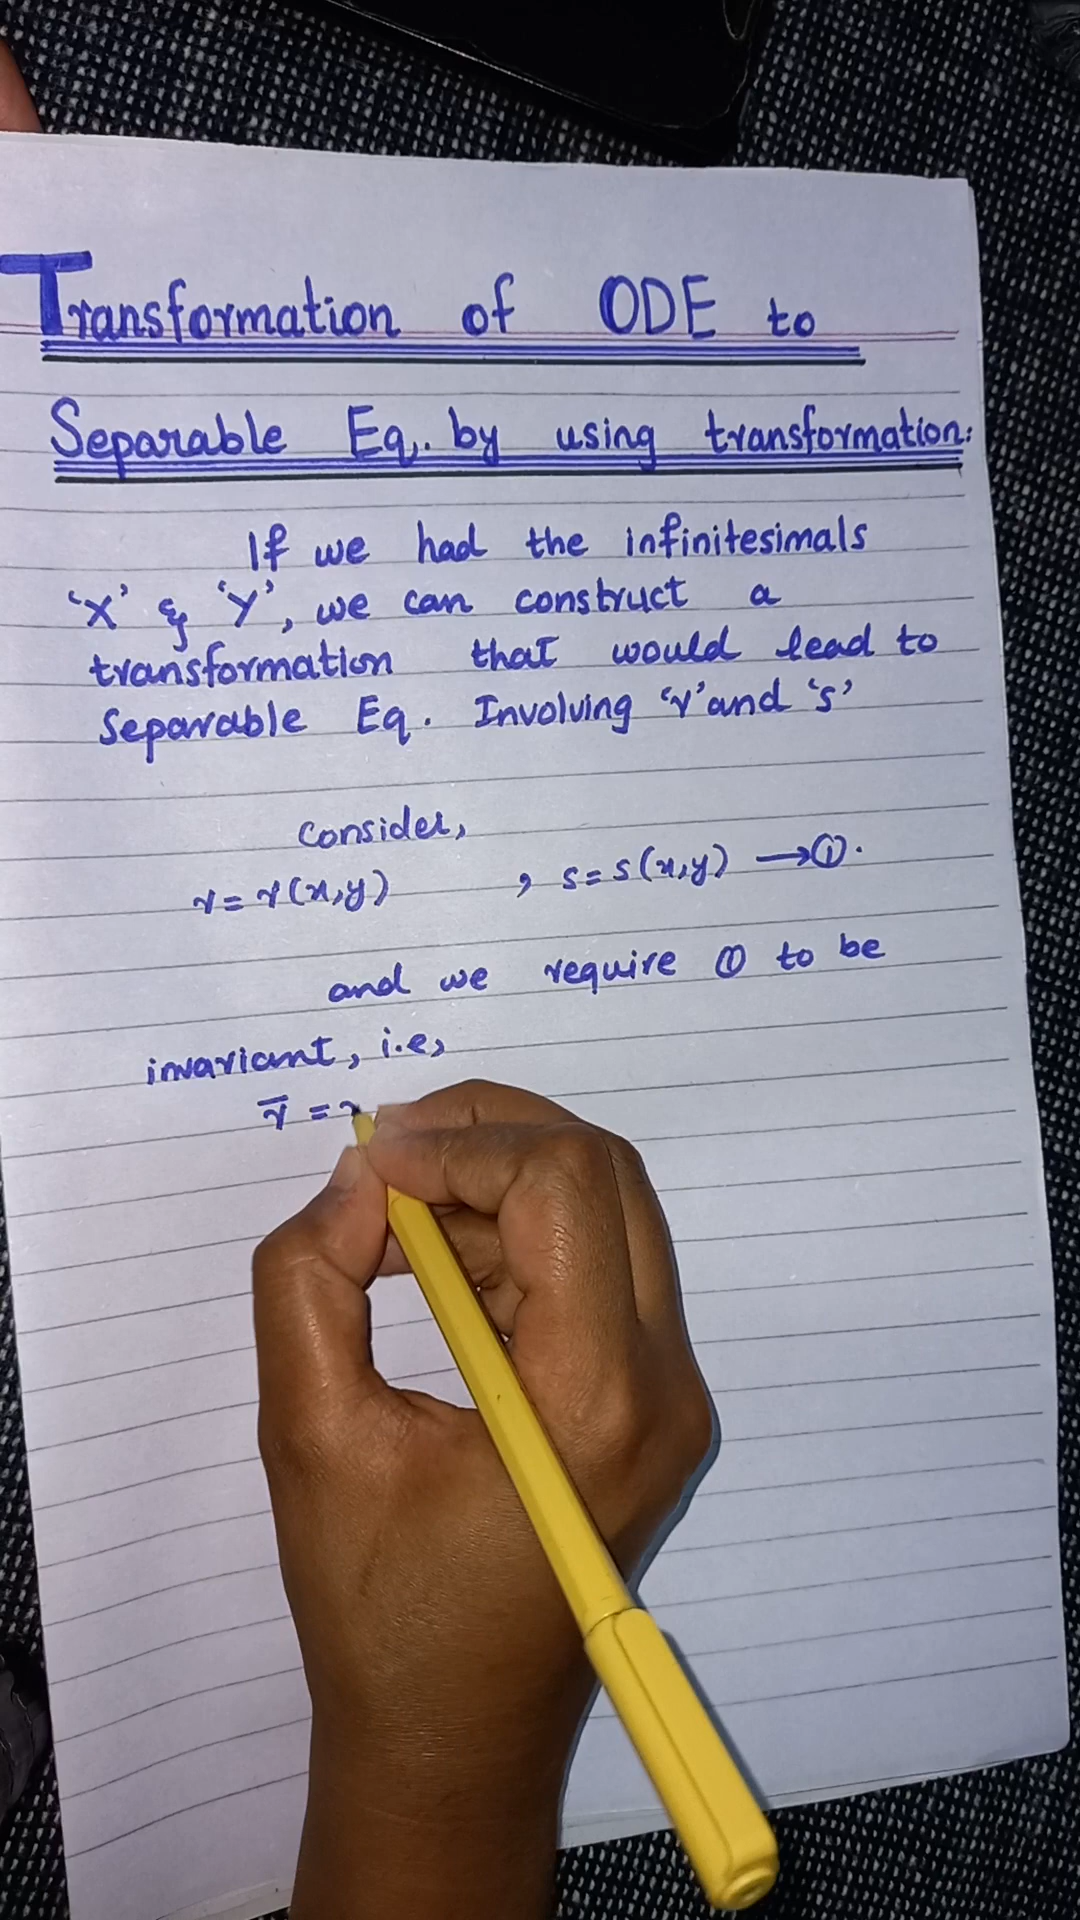 Transformation of ODE to
Separable Eq. by using transformation:
If we had the infinitesimals
'X' & 'Y', we can construct a
transformation that would lead to
Separable Eq. Involving 'r' and 's'
Consider,
r = r(x,y) , s = s(x,y) → ①.
and we require ① to be
invariant, i.e,
r̅ =